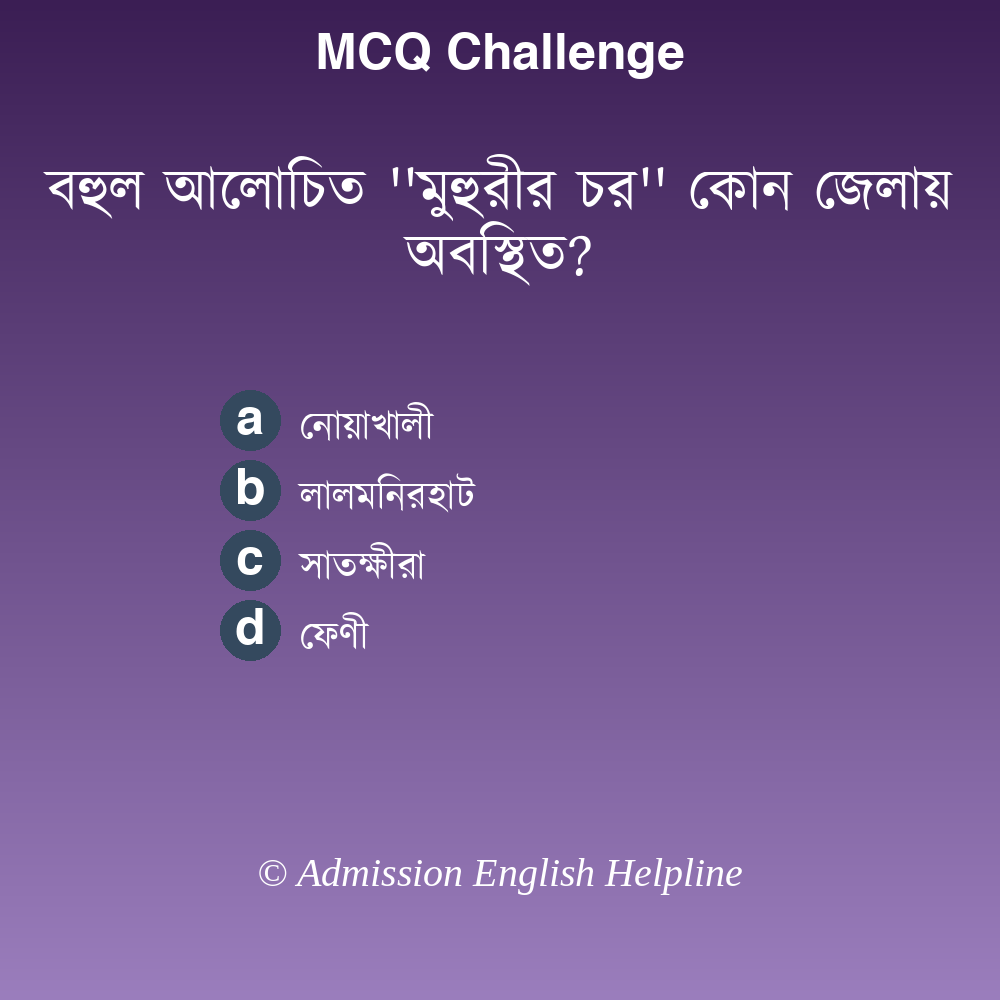 MCQ Challenge
বহুল আলোচিত "মুহুরীর চর" কোন জেলায়
অবস্থিত?
a নোয়াখালী
b লালমনিরহাট
c সাতক্ষীরা
d ফেণী
© Admission English Helpline